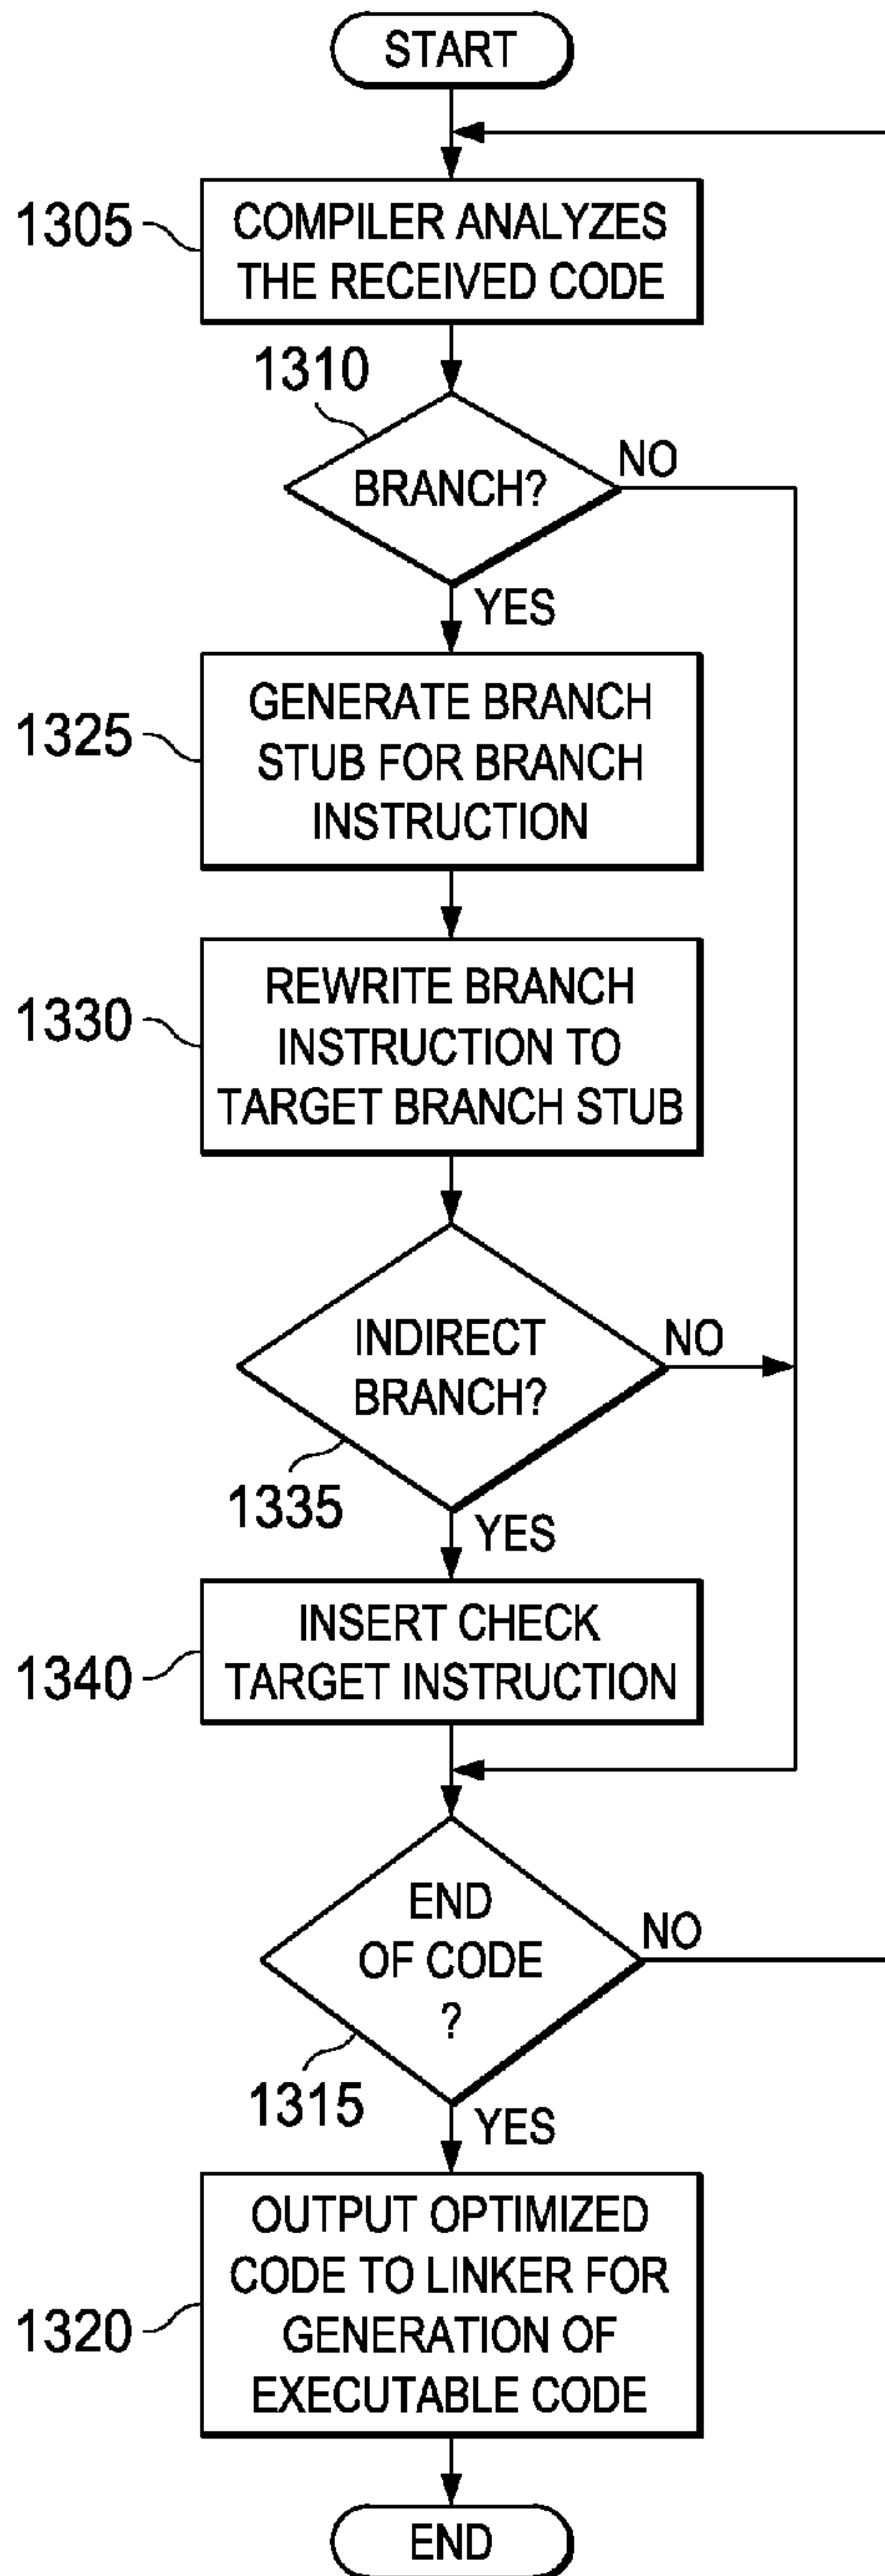 START
1305
COMPILER ANALYZES
THE RECEIVED CODE
1310
BRANCH?
NO
YES
1325
GENERATE BRANCH
STUB FOR BRANCH
INSTRUCTION
1330
REWRITE BRANCH
INSTRUCTION TO
TARGET BRANCH STUB
INDIRECT
BRANCH?
NO
1335
YES
1340
INSERT CHECK
TARGET INSTRUCTION
END
OF CODE
?
NO
1315
YES
1320
OUTPUT OPTIMIZED
CODE TO LINKER FOR
GENERATION OF
EXECUTABLE CODE
END